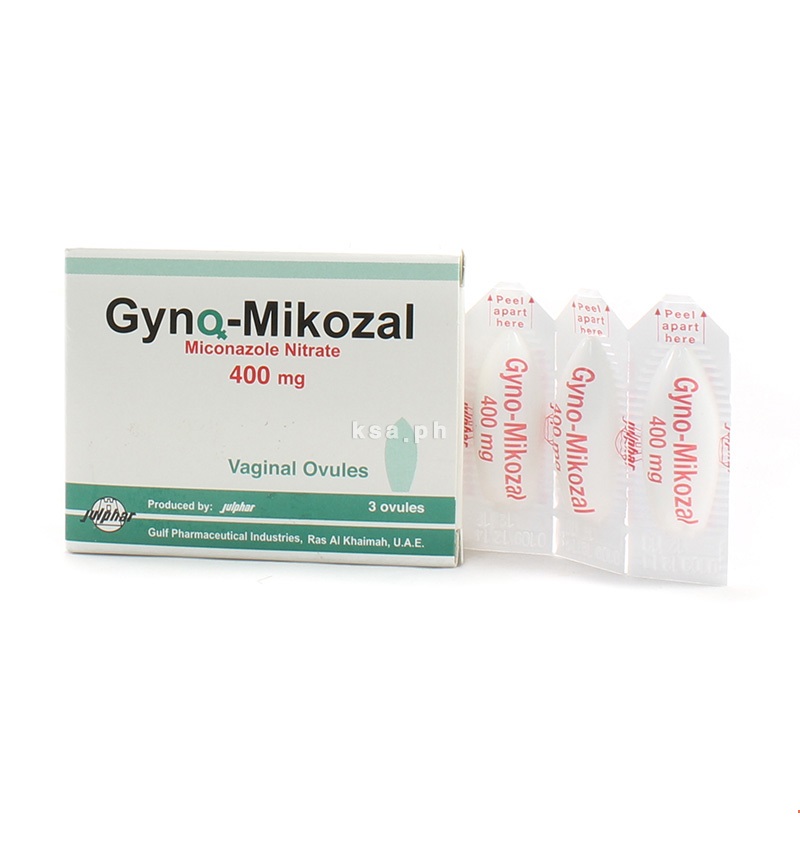 Gyno-Mikozal
Miconazole Nitrate
400 mg
ksa.ph
Vaginal Ovules
julphar
Produced by: julphar
3 ovules
Gulf Pharmaceutical Industries, Ras Al Khaimah, U.A.E.
Peel
apart
here
Gyno-Mikozal
400 mg
Peel
apart
here
Gyno-Mikozal
400 mg
Peel
apart
here
Gyno-Mikozal
400 mg